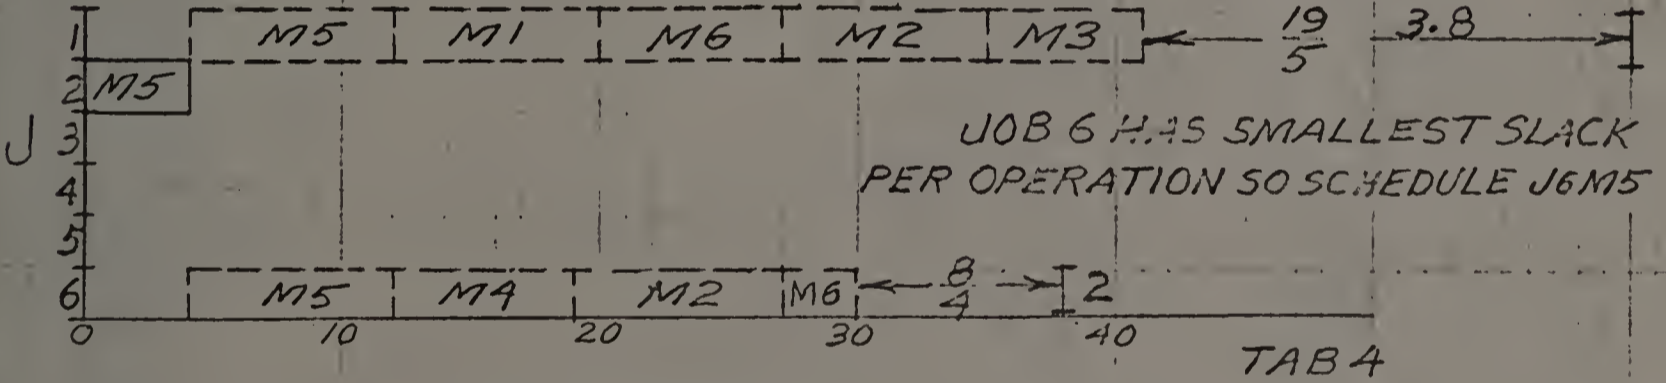 1 M5 M1 M6 M2 M3 19/5 3.8
2 M5
J 3 JOB 6 HAS SMALLEST SLACK
4 PER OPERATION SO SCHEDULE J6M5
5
6 M5 M4 M2 M6 8/4 2
0 10 20 30 40
TAB 4